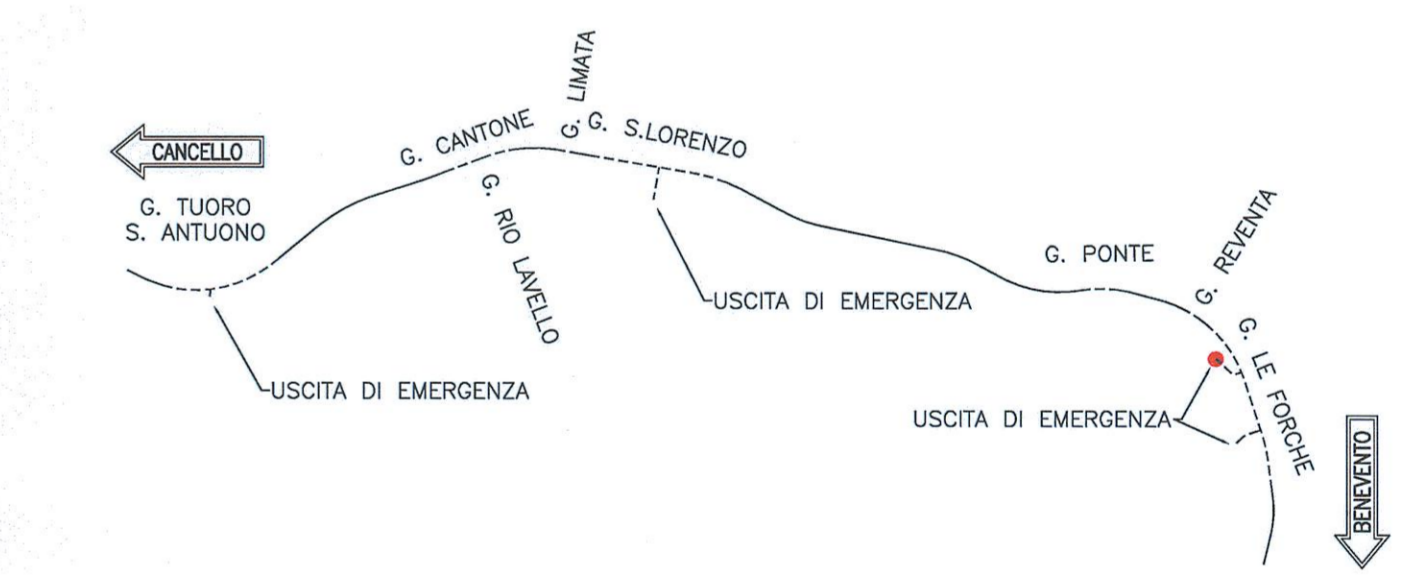 CANCELLO
G. TUORO
S. ANTUONO
G. CANTONE
G. RIO LAVELLO
G. LIMATA
G. S.LORENZO
USCITA DI EMERGENZA
USCITA DI EMERGENZA
G. PONTE
G. REVENTA
G. LE FORCHE
USCITA DI EMERGENZA
BENEVENTO